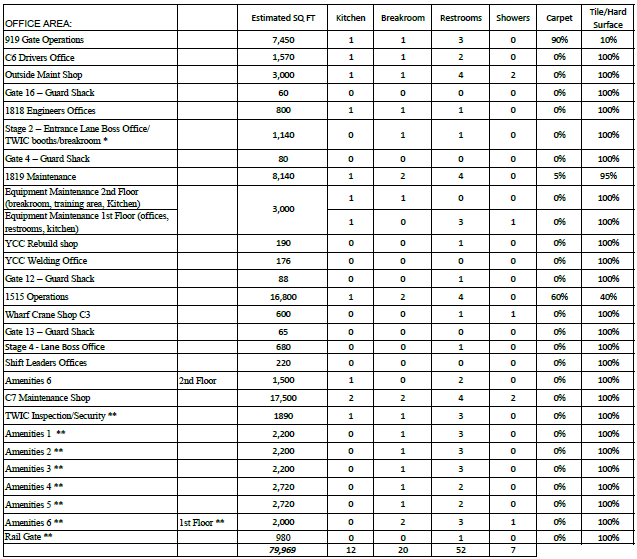 OFFICE AREA: Estimated SQ FT Kitchen Breakroom Restrooms Showers Carpet Tile/Hard Surface
919 Gate Operations 7,450 1 1 3 0 90% 10%
C6 Drivers Office 1,570 1 1 2 0 0% 100%
Outside Maint Shop 3,000 1 1 4 2 0% 100%
Gate 16 – Guard Shack 60 0 0 0 0 0% 100%
1818 Engineers Offices 800 1 1 1 0 0% 100%
Stage 2 – Entrance Lane Boss Office/
TWIC booths/breakroom * 1,140 0 1 1 0 0% 100%
Gate 4 – Guard Shack 80 0 0 0 0 0% 100%
1819 Maintenance 8,140 1 2 4 0 5% 95%
Equipment Maintenance 2nd Floor
(breakroom, training area, Kitchen) 1 1 0 0 0% 100%
3,000
Equipment Maintenance 1st Floor (offices,
restrooms, kitchen) 1 0 3 1 0% 100%
YCC Rebuild shop 190 0 0 1 0 0% 100%
YCC Welding Office 176 0 0 0 0 0% 100%
Gate 12 – Guard Shack 88 0 0 1 0 0% 100%
1515 Operations 16,800 1 2 4 0 60% 40%
Wharf Crane Shop C3 600 0 0 1 1 0% 100%
Gate 13 – Guard Shack 65 0 0 0 0 0% 100%
Stage 4 - Lane Boss Office 680 0 0 1 0 0% 100%
Shift Leaders Offices 220 0 0 0 0 0% 100%
Amenities 6 2nd Floor 1,500 1 0 2 0 0% 100%
C7 Maintenance Shop 17,500 2 2 4 2 0% 100%
TWIC Inspection/Security ** 1890 1 1 3 0 0% 100%
Amenities 1 ** 2,200 0 1 3 0 0% 100%
Amenities 2 ** 2,200 0 1 3 0 0% 100%
Amenities 3 ** 2,200 0 1 3 0 0% 100%
Amenities 4 ** 2,720 0 1 2 0 0% 100%
Amenities 5 ** 2,720 0 1 2 0 0% 100%
Amenities 6 ** 1st Floor ** 2,000 0 2 3 1 0% 100%
Rail Gate ** 980 0 0 1 0 0% 100%
79,969 12 20 52 7